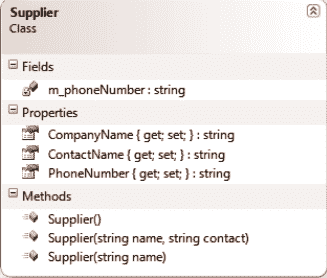 Supplier
Class
Fields
m_phoneNumber : string
Properties
CompanyName { get; set; } : string
ContactName { get; set; } : string
PhoneNumber { get; set; } : string
Methods
Supplier()
Supplier(string name, string contact)
Supplier(string name)